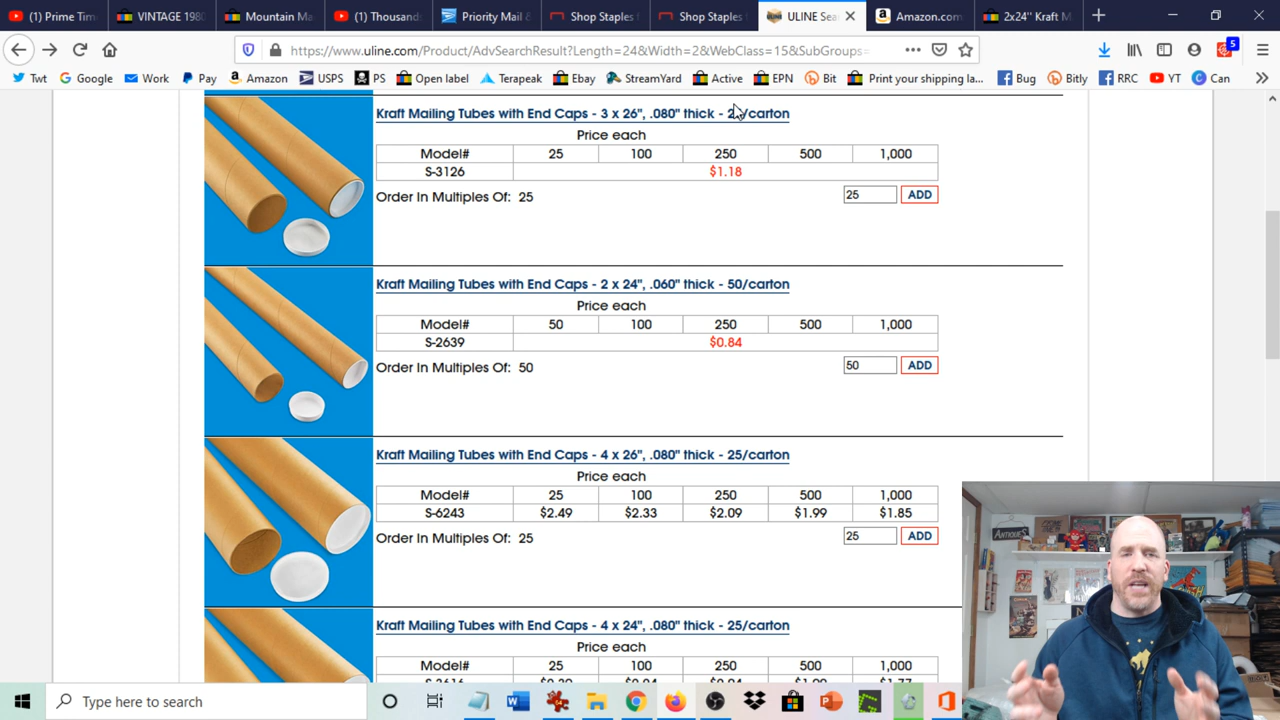 (1) Prime Tim
VINTAGE 1980
Mountain Ma
(1) Thousand
Priority Mail &
Shop Staples f
Shop Staples f
ULINE Sea
Amazon.com
2x24" Kraft M
https://www.uline.com/Product/AdvSearchResult?Length=24&Width=2&WebClass=15&SubGroups=
5
Twt
Google
Work
Pay
Amazon
USPS
PS
Open label
Terapeak
Ebay
StreamYard
Active
EPN
Bit
Print your shipping la...
Bug
Bitly
RRC
YT
Can
Kraft Mailing Tubes with End Caps - 3 x 26", .080" thick - 25/carton
Price each
Model# 25 100 250 500 1,000
S-3126 $1.18
Order In Multiples Of: 25
25 ADD
Kraft Mailing Tubes with End Caps - 2 x 24", .060" thick - 50/carton
Price each
Model# 50 100 250 500 1,000
S-2639 $0.84
Order In Multiples Of: 50
50 ADD
Kraft Mailing Tubes with End Caps - 4 x 26", .080" thick - 25/carton
Price each
Model# 25 100 250 500 1,000
S-6243 $2.49 $2.33 $2.09 $1.99 $1.85
Order In Multiples Of: 25
25 ADD
Kraft Mailing Tubes with End Caps - 4 x 24", .080" thick - 25/carton
Price each
Model# 25 100 250 500 1,000
ANTIQUES
Type here to search